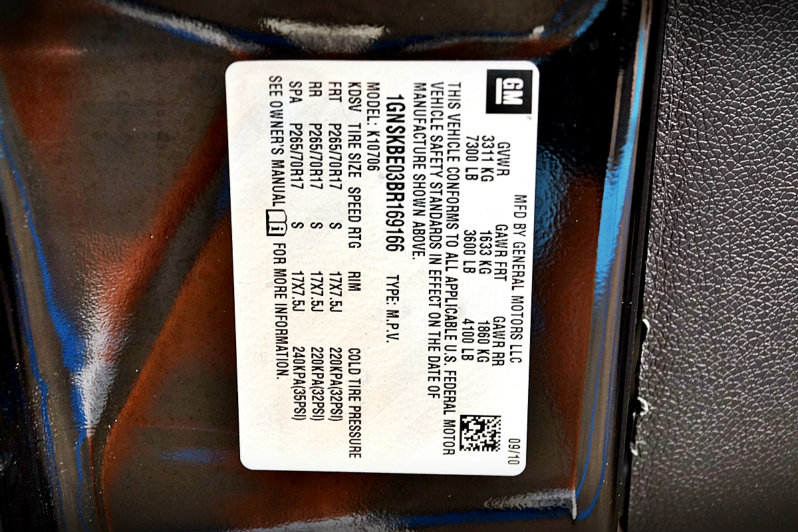 GM
MFD BY GENERAL MOTORS LLC 09/10
GVWR GAWR FRT GAWR RR
3311 KG 1633 KG 1860 KG
7300 LB 3600 LB 4100 LB
THIS VEHICLE CONFORMS TO ALL APPLICABLE U.S. FEDERAL MOTOR
VEHICLE SAFETY STANDARDS IN EFFECT ON THE DATE OF
MANUFACTURE SHOWN ABOVE.
1GNSKBE03BR169166 TYPE: M.P.V.
MODEL: K10706
KDSV TIRE SIZE SPEED RTG RIM COLD TIRE PRESSURE
FRT P265/70R17 S 17X7.5J 220KPA(32PSI)
RR P265/70R17 S 17X7.5J 220KPA(32PSI)
SPA P265/70R17 S 17X7.5J 240KPA(35PSI)
SEE OWNER'S MANUAL FOR MORE INFORMATION.